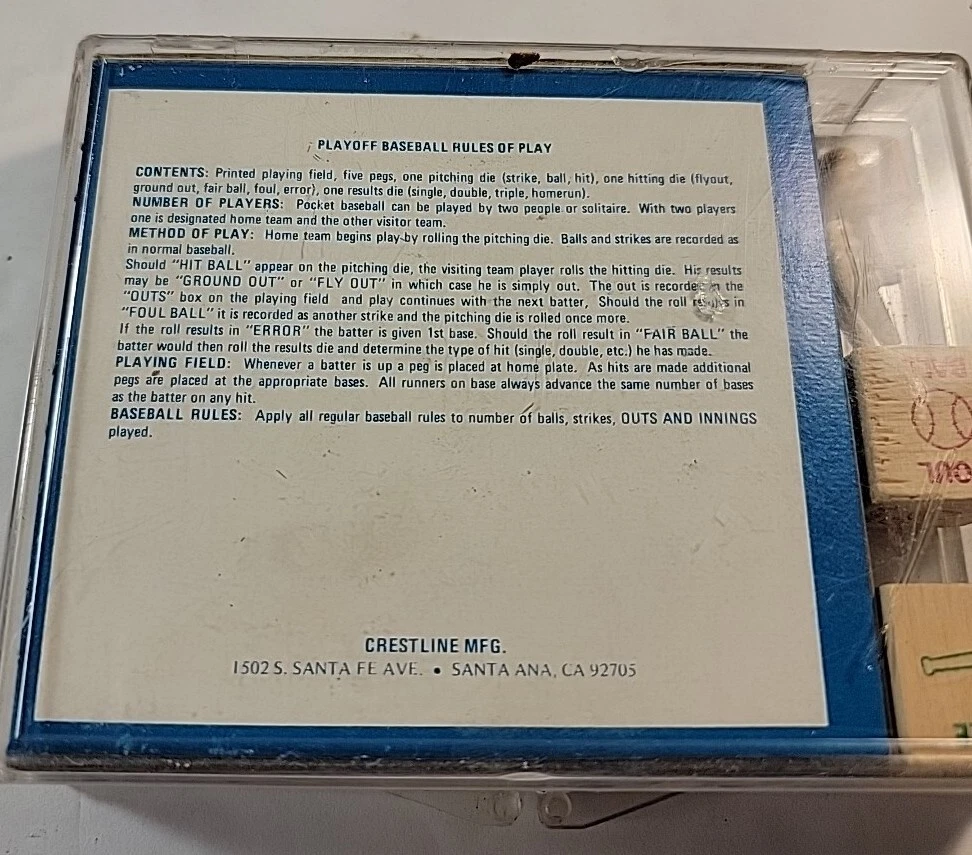 PLAYOFF BASEBALL RULES OF PLAY
CONTENTS: Printed playing field, five pegs, one pitching die (strike, ball, hit), one hitting die (flyout,
ground out, fair ball, foul, error), one results die (single, double, triple, homerun).
NUMBER OF PLAYERS: Pocket baseball can be played by two people or solitaire. With two players
one is designated home team and the other visitor team.
METHOD OF PLAY: Home team begins play by rolling the pitching die. Balls and strikes are recorded as
in normal baseball.
Should "HIT BALL" appear on the pitching die, the visiting team player rolls the hitting die. His results
may be "GROUND OUT" or "FLY OUT" in which case he is simply out. The out is recorded in the
"OUTS" box on the playing field and play continues with the next batter, Should the roll in
"FOUL BALL" it is recorded as another strike and the pitching die is rolled once more.
If the roll results in "ERROR" the batter is given 1st base. Should the roll result in "FAIR BALL" the
batter would then roll the results die and determine the type of hit (single, double, etc.) he has made.
PLAYING FIELD: Whenever a batter is up a peg is placed at home plate. As hits are made additional
pegs are placed at the appropriate bases. All runners on base always advance the same number of bases
as the batter on any hit.
BASEBALL RULES: Apply all regular baseball rules to number of balls, strikes, OUTS AND INNINGS
played.
CRESTLINE MFG.
1502 S. SANTA FE AVE. • SANTA ANA, CA 92705